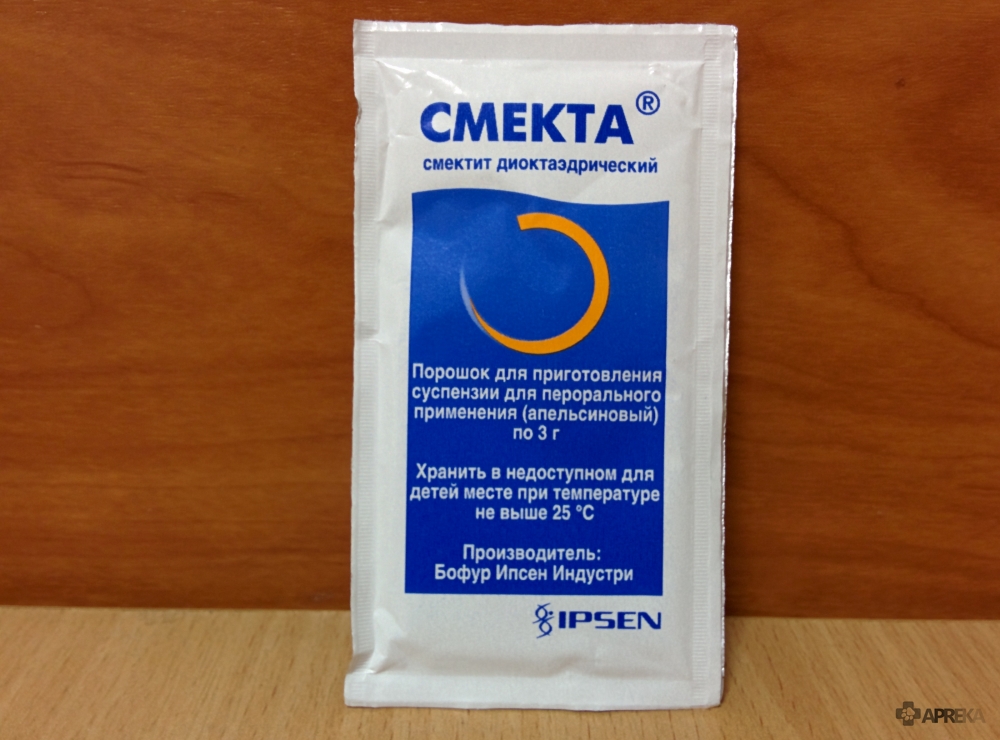 СМЕКТА®
смектит диоктаэдрический
Порошок для приготовления
суспензии для перорального
применения (апельсиновый)
по 3 г
Хранить в недоступном для
детей месте при температуре
не выше 25 °C
Производитель:
Бофур Ипсен Индустри
IPSEN
APREKA